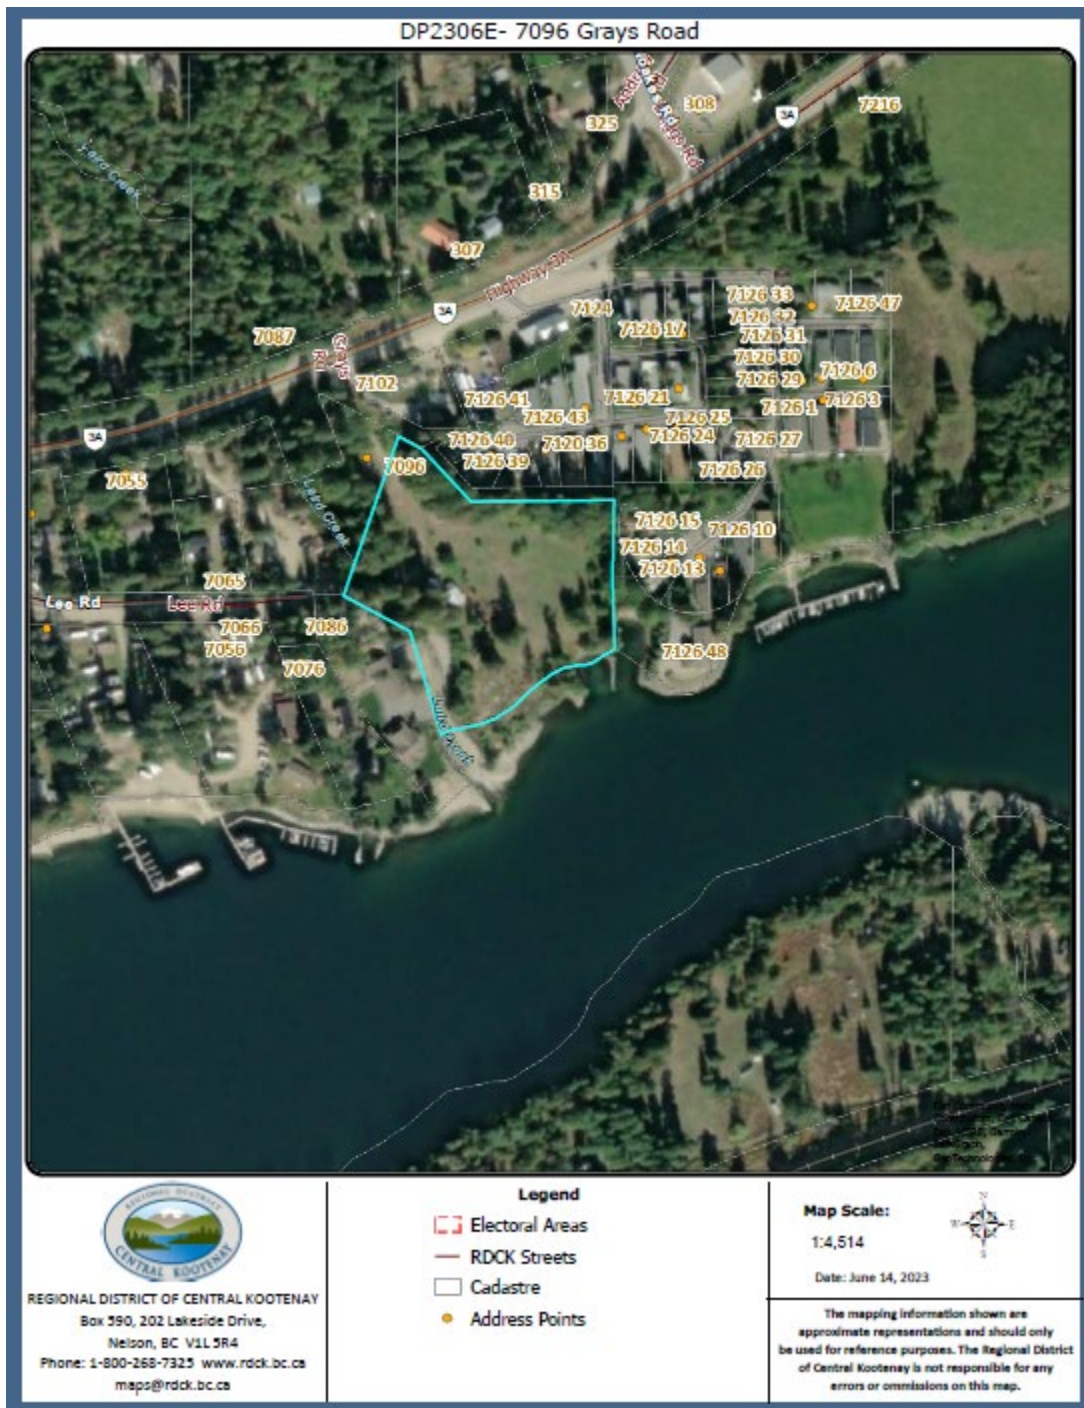 DP2306E- 7096 Grays Road
308
3A
7216
325
Laird Creek
315
307
Highway 3A
3A
7124
7126 33
7126 47
7126 32
7126 17
7126 31
7087
Grays Rd
7126 30
7102
7126 29
7126 6
7126 41
7126 21
7126 1
7126 3
7126 43
7126 25
3A
7126 40
7126 36
7126 24
7126 27
7096
7126 39
7126 26
7055
7126 15
7126 10
7126 14
7126 13
7065
Lee Rd
Lee Rd
7066
7086
7056
7076
7126 48
REGIONAL DISTRICT
CENTRAL KOOTENAY
REGIONAL DISTRICT OF CENTRAL KOOTENAY
Box 590, 202 Lakeside Drive,
Nelson, BC V1L 5R4
Phone: 1-800-268-7325 www.rdck.bc.ca
maps@rdck.bc.ca
Legend
Electoral Areas
RDCK Streets
Cadastre
Address Points
Map Scale:
1:4,514
N
W
E
S
Date: June 14, 2023
The mapping information shown are
approximate representations and should only
be used for reference purposes. The Regional District
of Central Kootenay is not responsible for any
errors or ommissions on this map.